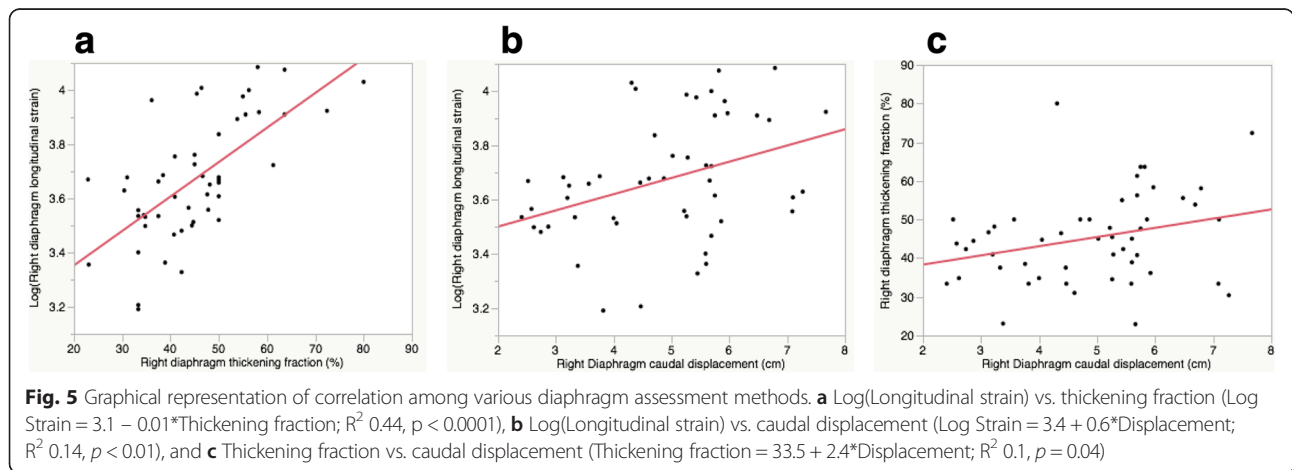 a
b
c
Log(Right diaphragm longitudinal strain)
4
3.8
3.6
3.4
3.2
20 30 40 50 60 70 80 90
Right diaphragm thickening fraction (%)
Log(Right diaphragm longitudinal strain)
4
3.8
3.6
3.4
3.2
2 3 4 5 6 7 8
Right Diaphragm caudal displacement (cm)
Right diaphragm thickening fraction (%)
90
80
70
60
50
40
30
20
2 3 4 5 6 7 8
Right Diaphragm caudal displacement (cm)
Fig. 5 Graphical representation of correlation among various diaphragm assessment methods. a Log(Longitudinal strain) vs. thickening fraction (Log
Strain = 3.1 – 0.01*Thickening fraction; R² 0.44, p < 0.0001), b Log(Longitudinal strain) vs. caudal displacement (Log Strain = 3.4 + 0.6*Displacement;
R² 0.14, p < 0.01), and c Thickening fraction vs. caudal displacement (Thickening fraction = 33.5 + 2.4*Displacement; R² 0.1, p = 0.04)